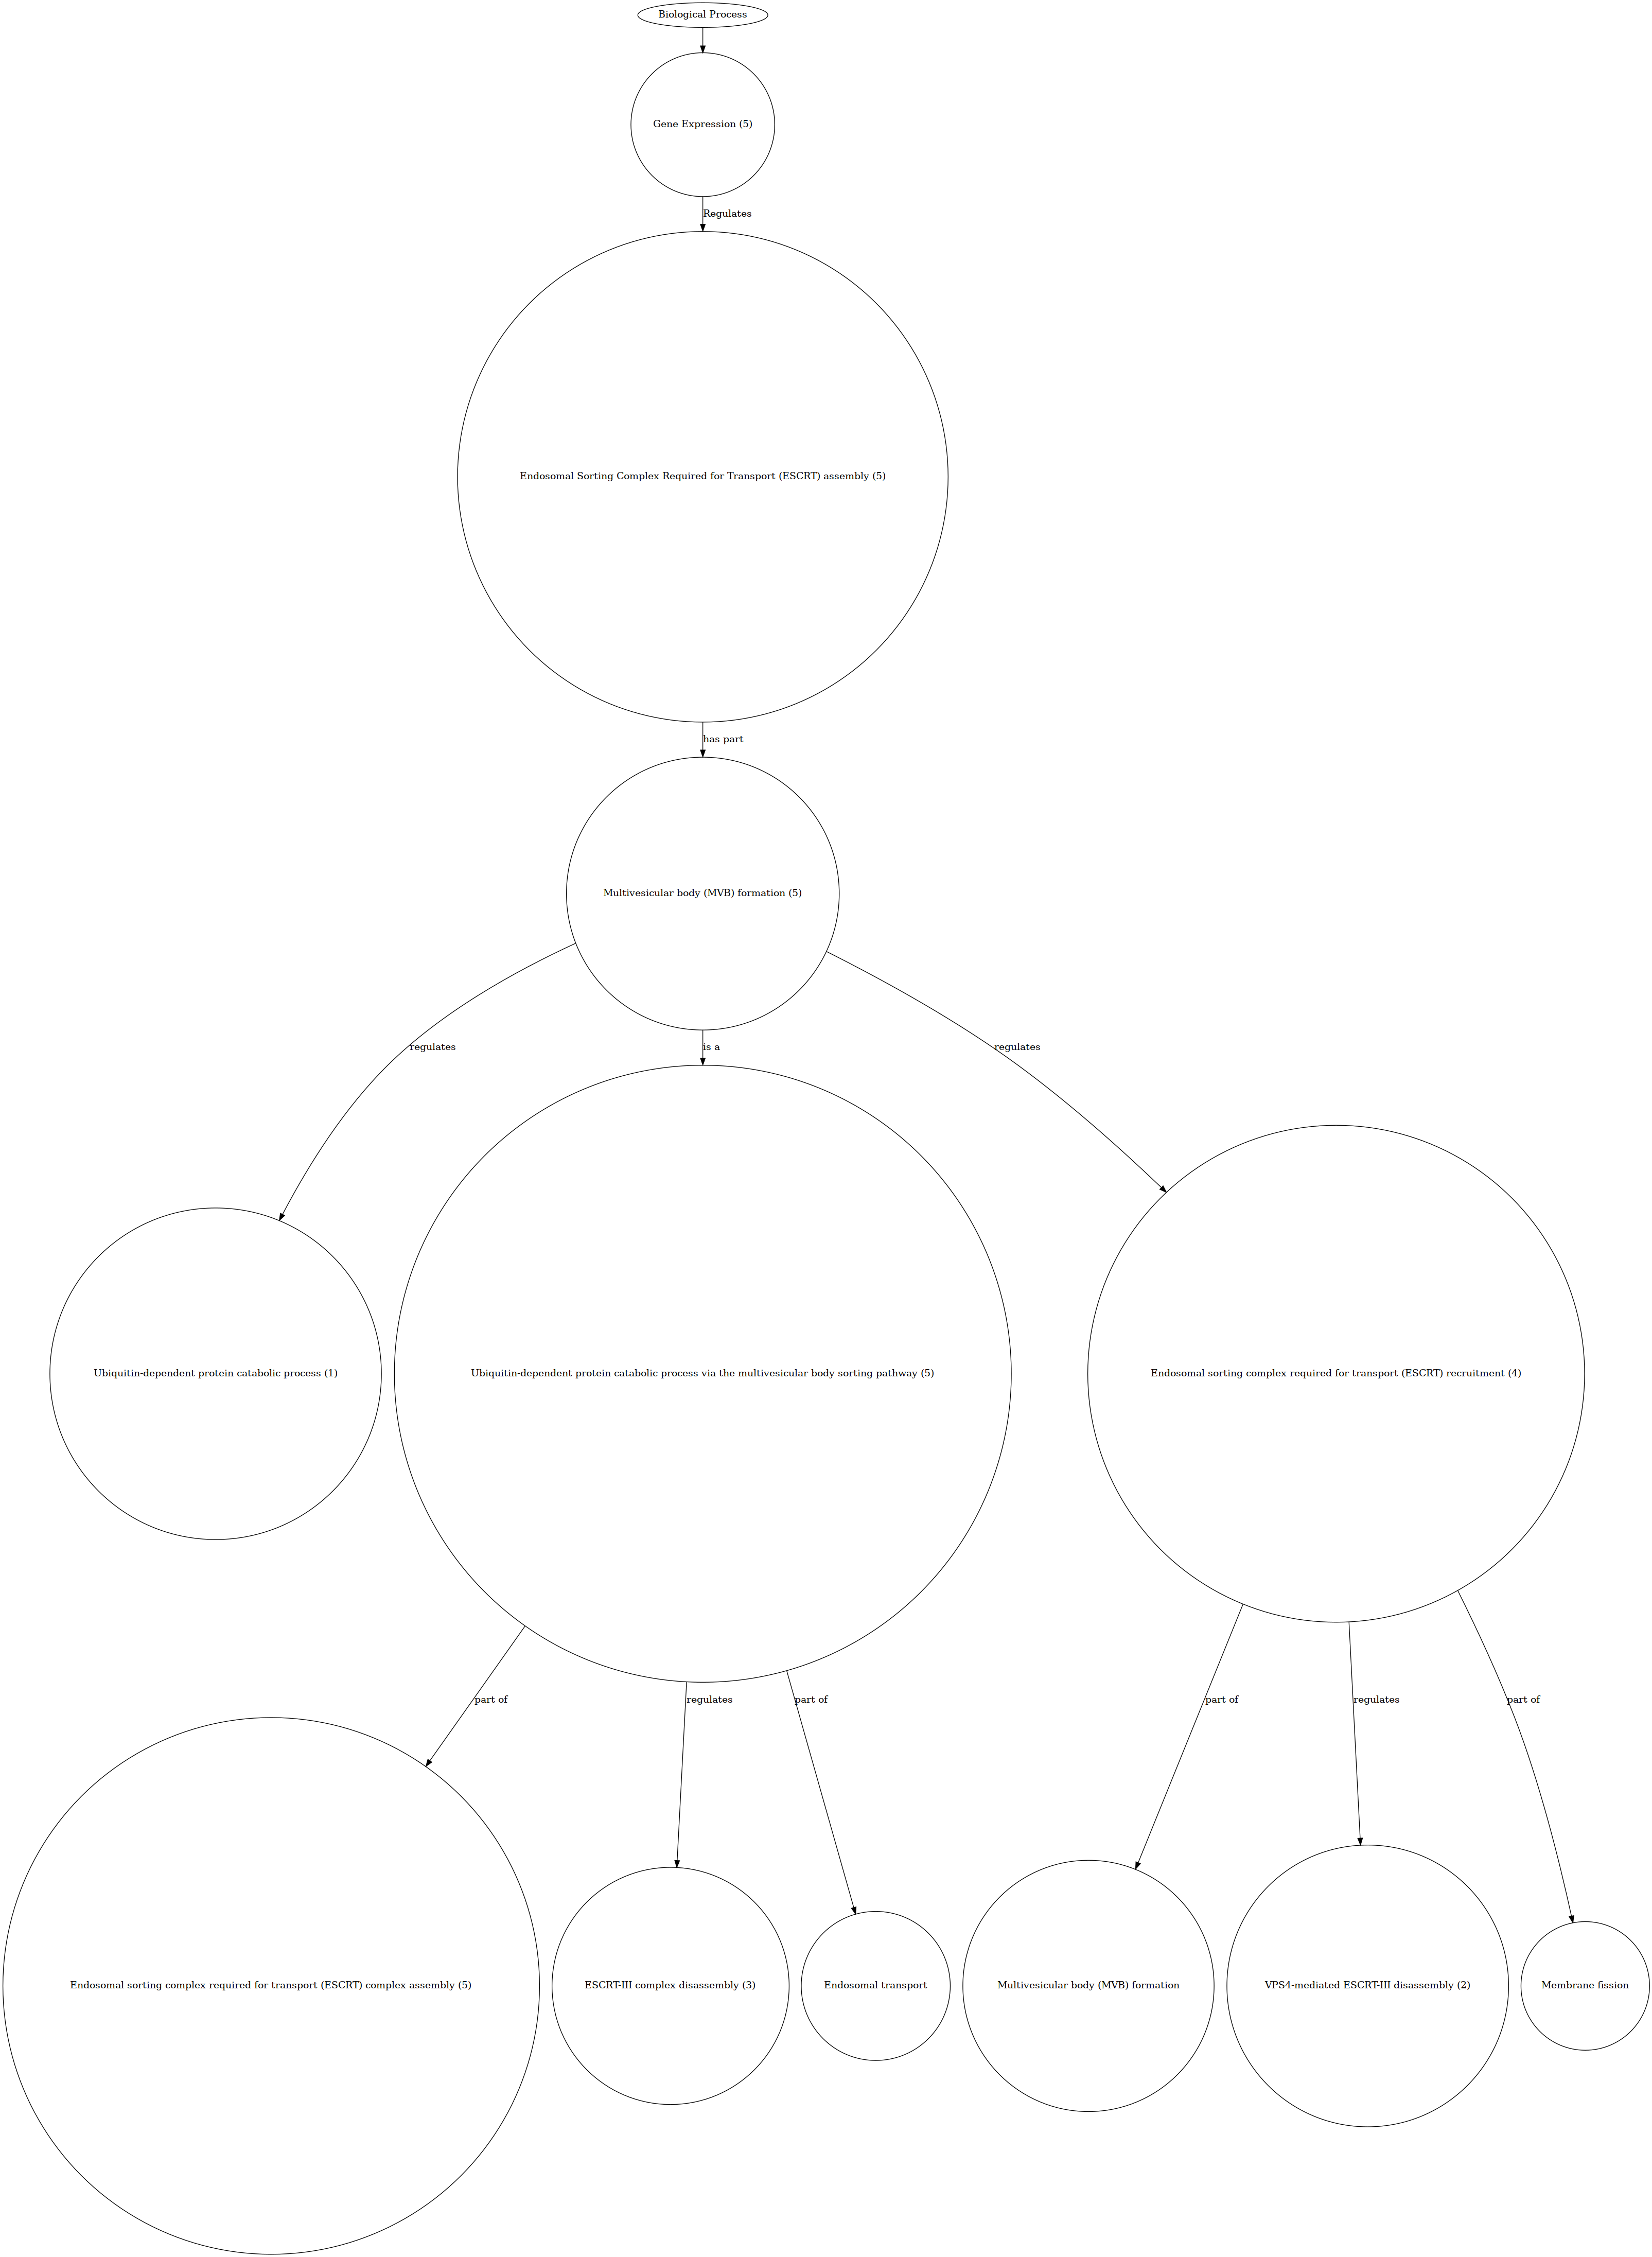 Biological Process
Gene Expression (5)
Regulates
Endosomal Sorting Complex Required for Transport (ESCRT) assembly (5)
has part
Multivesicular body (MVB) formation (5)
regulates
is a
regulates
Ubiquitin-dependent protein catabolic process (1)
Ubiquitin-dependent protein catabolic process via the multivesicular body sorting pathway (5)
Endosomal sorting complex required for transport (ESCRT) recruitment (4)
part of
regulates
part of
part of
regulates
part of
Endosomal sorting complex required for transport (ESCRT) complex assembly (5)
ESCRT-III complex disassembly (3)
Endosomal transport
Multivesicular body (MVB) formation
VPS4-mediated ESCRT-III disassembly (2)
Membrane fission